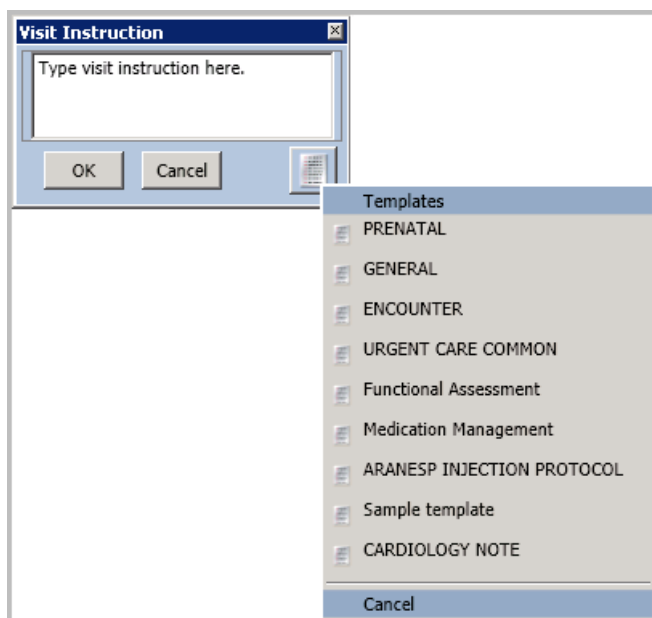 Visit Instruction
Type visit instruction here.
OK Cancel
Templates
PRENATAL
GENERAL
ENCOUNTER
URGENT CARE COMMON
Functional Assessment
Medication Management
ARANESP INJECTION PROTOCOL
Sample template
CARDIOLOGY NOTE
Cancel